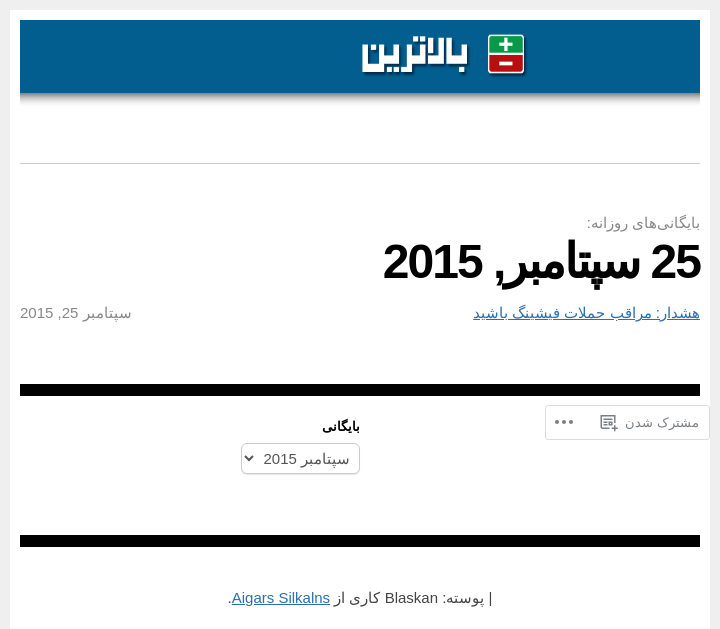 بالاترین
بایگانی‌های روزانه:
25 سپتامبر, 2015
هشدار: مراقب حملات فیشینگ باشید
سپتامبر 25, 2015
مشترک شدن
بایگانی
سپتامبر 2015
| پوسته: Blaskan کاری از Aigars Silkalns.